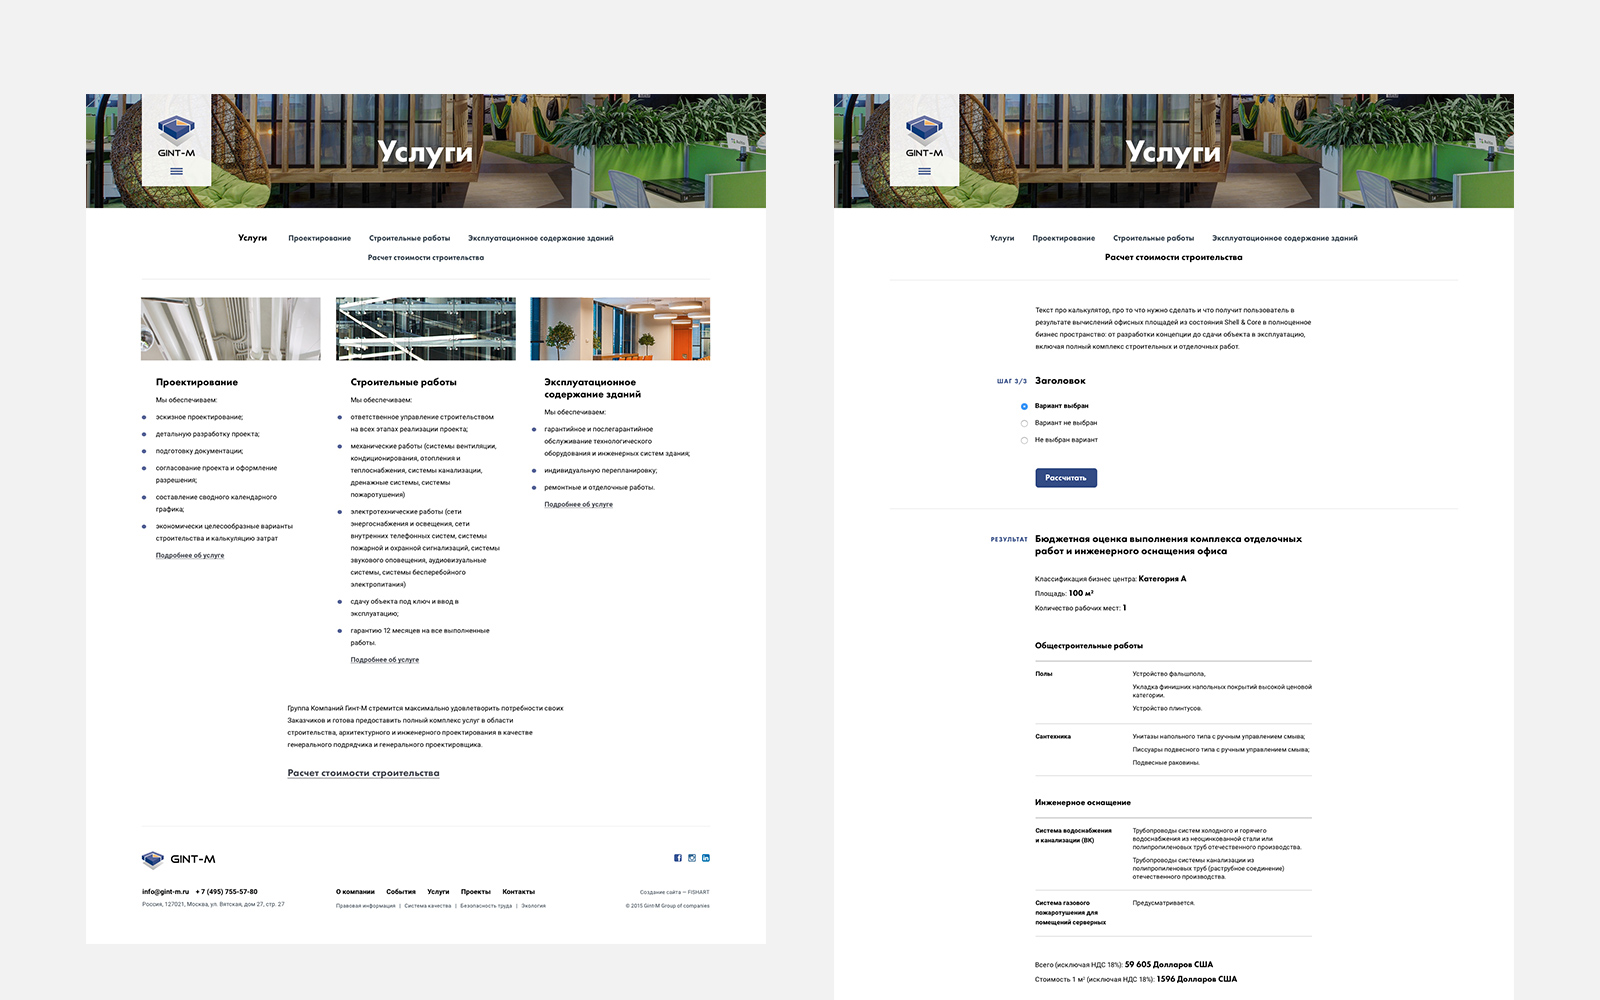 GINT-M
Услуги
Услуги Проектирование Строительные работы Эксплуатационное содержание зданий
Расчет стоимости строительства
Проектирование
Мы обеспечиваем:
эскизное проектирование;
детальную разработку проекта;
подготовку документации;
согласование проекта и оформление
разрешения;
составление сводного календарного
графика;
экономически целесообразные варианты
строительства и калькуляцию затрат
Подробнее об услуге
Строительные работы
Мы обеспечиваем:
ответственное управление строительством
на всех этапах реализации проекта;
механические работы (системы вентиляции,
кондиционирования, отопления и
теплоснабжения, системы канализации,
дренажные системы, системы
пожаротушения)
электротехнические работы (сети
энергоснабжения и освещения, сети
внутренних телефонных систем, системы
пожарной и охранной сигнализаций, системы
звукового оповещения, аудиовизуальные
системы, системы бесперебойного
электропитания)
сдачу объекта под ключ и ввод в
эксплуатацию;
гарантию 12 месяцев на все выполненные
работы.
Подробнее об услуге
Эксплуатационное
содержание зданий
Мы обеспечиваем:
гарантийное и послегарантийное
обслуживание технологического
оборудования и инженерных систем здания;
индивидуальную перепланировку;
ремонтные и отделочные работы.
Подробнее об услуге
Группа Компаний Гинт-М стремится максимально удовлетворить потребности своих
Заказчиков и готова предоставить полный комплекс услуг в области
строительства, архитектурного и инженерного проектирования в качестве
генерального подрядчика и генерального проектировщика.
Расчет стоимости строительства
GINT-M
info@gint-m.ru + 7 (495) 755-57-80
Россия, 127021, Москва, ул. Вятская, дом 27, стр. 27
О компании События Услуги Проекты Контакты
Правовая информация | Система качества | Безопасность труда | Экология
Создание сайта — FISHART
© 2015 Gint-M Group of companies
GINT-M
Услуги
Услуги Проектирование Строительные работы Эксплуатационное содержание зданий
Расчет стоимости строительства
Текст про калькулятор, про то что нужно сделать и что получит пользователь в
результате вычислений офисных площадей из состояния Shell & Core в полноценное
бизнес пространство: от разработки концепции до сдачи объекта в эксплуатацию,
включая полный комплекс строительных и отделочных работ.
ШАГ 3/3 Заголовок
Вариант выбран
Вариант не выбран
Не выбран вариант
Рассчитать
РЕЗУЛЬТАТ Бюджетная оценка выполнения комплекса отделочных
работ и инженерного оснащения офиса
Классификация бизнес центра: Категория А
Площадь: 100 м²
Количество рабочих мест: 1
Общестроительные работы
Полы Устройство фальшпола,
Укладка финишних напольных покрытий высокой ценовой
категории.
Устройство плинтусов.
Сантехника Унитазы напольного типа с ручным управлением смыва;
Писсуары подвесного типа с ручным управлением смыва;
Подвесные раковины.
Инженерное оснащение
Система водоснабжения
и канализации (ВК)
Трубопроводы систем холодного и горячего
водоснабжения из неоцинкованной стали или
полипропиленовых труб отечественного производства.
Трубопроводы системы канализации из
полипропиленовых труб (раструбное соединение)
отечественного производства.
Система газового
пожаротушения для
помещений серверных
Предусматривается.
Всего (исключая НДС 18%): 59 605 Долларов США
Стоимость 1 м² (исключая НДС 18%): 1596 Долларов США